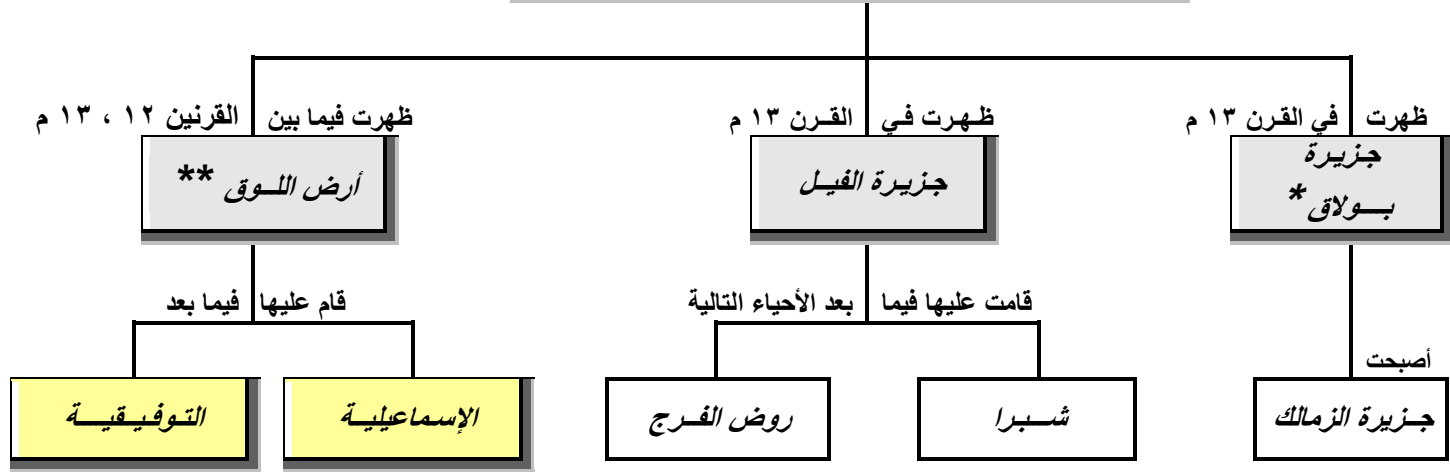 ظهرت في القرن ١٣ م
جزيرة
بولاق *
ظهرت في القرن ١٣ م
جزيرة الفيل
ظهرت فيما بين القرنين ١٢ ، ١٣ م
أرض اللوق **
أصبحت
جزيرة الزمالك
قامت عليها فيما بعد الأحياء التالية
شبرا
روض الفرج
قام عليها فيما بعد
الإسماعيلية
التوفيقية